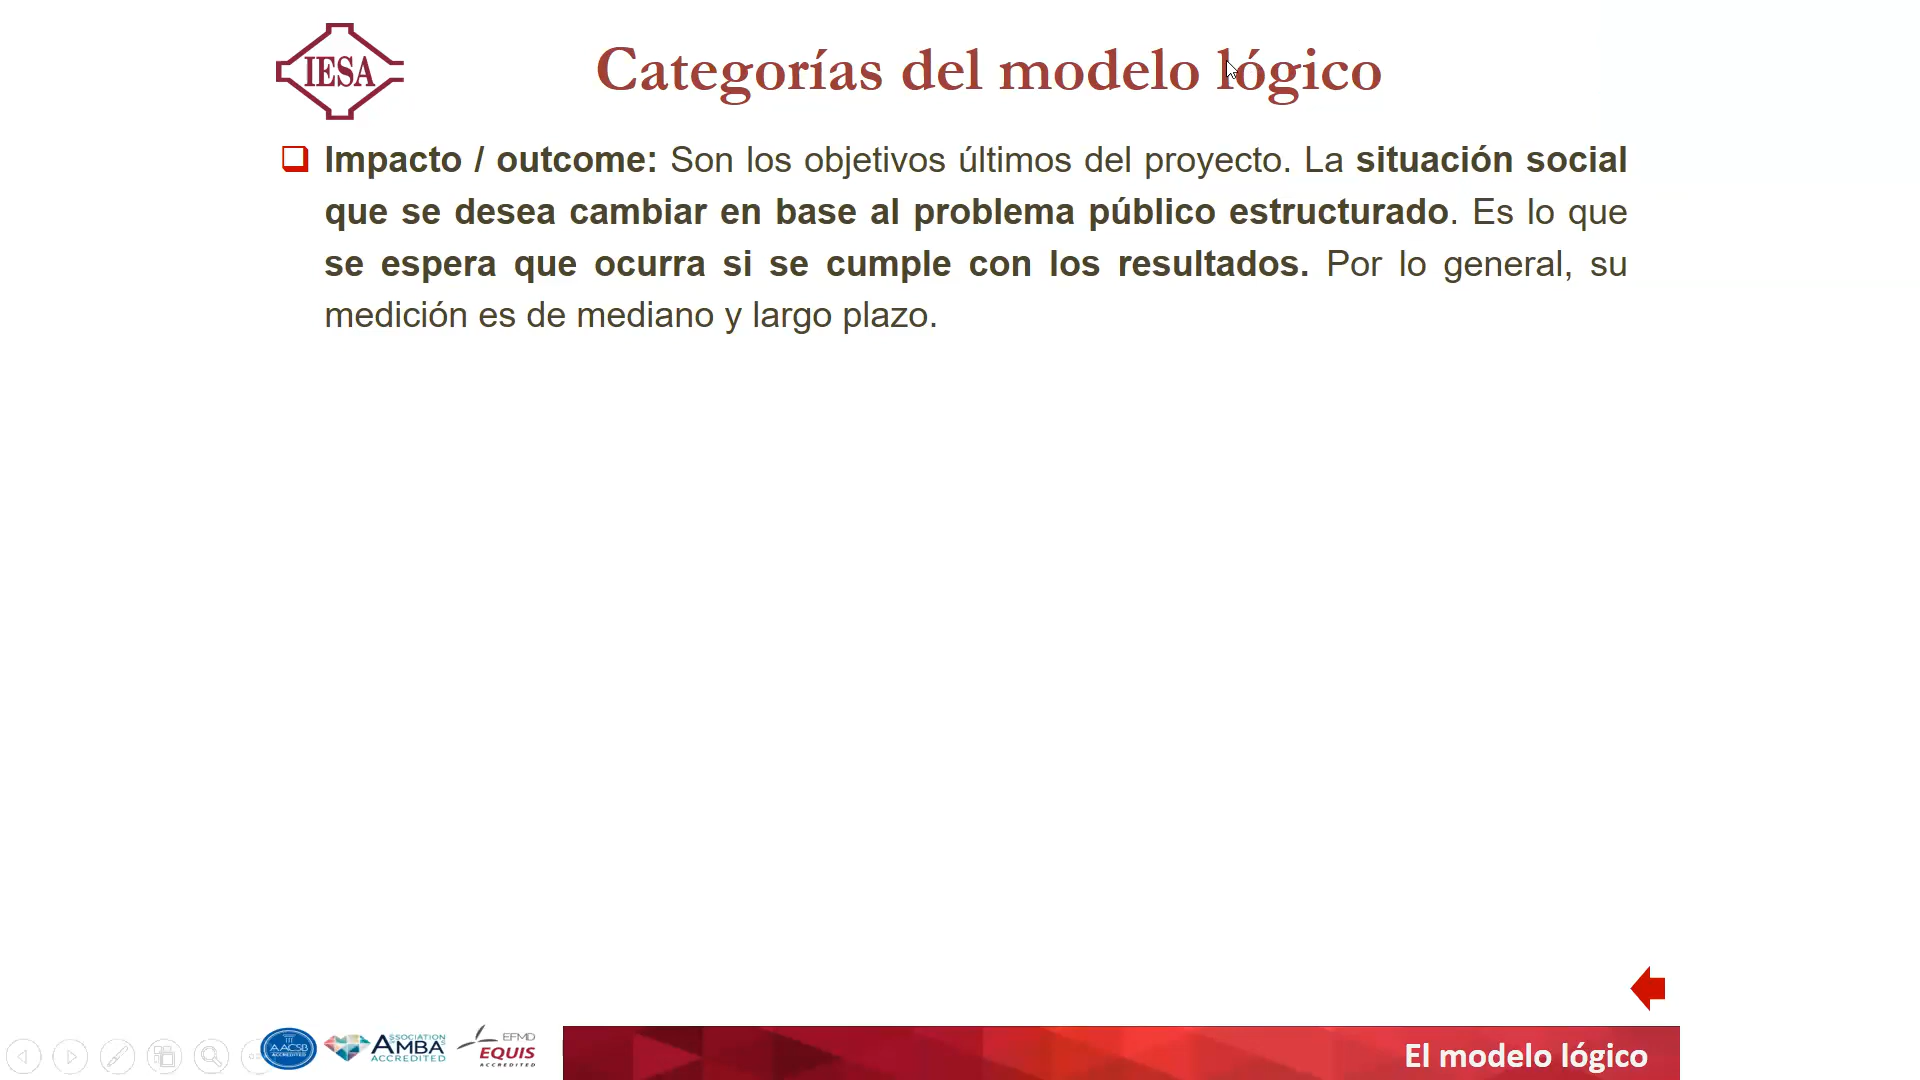 IESA
Categorías del modelo lógico
Impacto / outcome: Son los objetivos últimos del proyecto. La situación social
que se desea cambiar en base al problema público estructurado. Es lo que
se espera que ocurra si se cumple con los resultados. Por lo general, su
medición es de mediano y largo plazo.
AACSB
ACCREDITED
ASSOCIATION
AMBA
ACCREDITED
EFMD
EQUIS
ACCREDITED
El modelo lógico